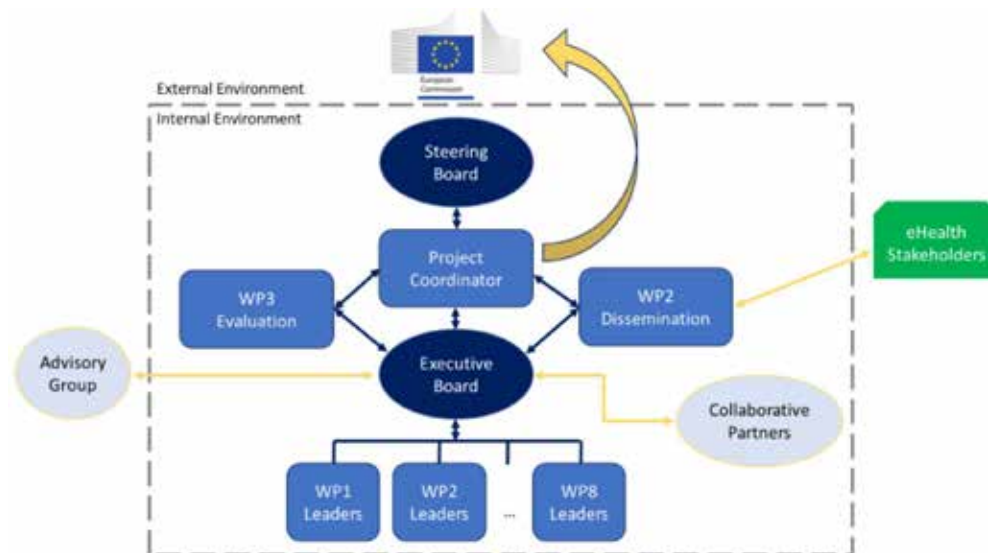 European
Commission
External Environment
Internal Environment
Steering
Board
Project
Coordinator
eHealth
Stakeholders
WP3
Evaluation
WP2
Dissemination
Advisory
Group
Executive
Board
Collaborative
Partners
WP1
Leaders
WP2
Leaders
...
WP8
Leaders